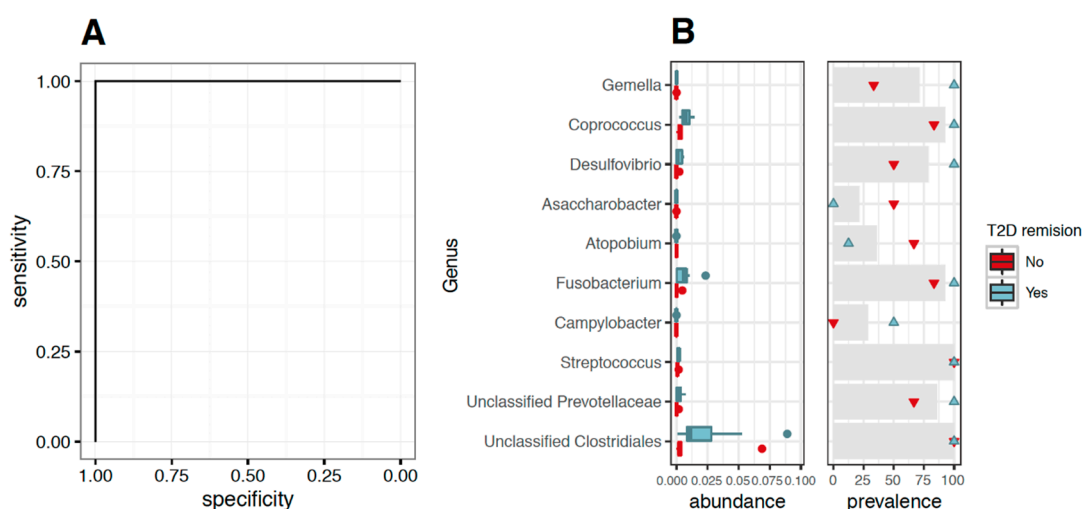 A
1.00
0.75
0.50
0.25
0.00
sensitivity
1.00 0.75 0.50 0.25 0.00
specificity
B
Genus
Gemella
Coprococcus
Desulfovibrio
Asaccharobacter
Atopobium
Fusobacterium
Campylobacter
Streptococcus
Unclassified Prevotellaceae
Unclassified Clostridiales
0.000 0.025 0.050 0.075 0.100
abundance
0 25 50 75 100
prevalence
T2D remision
No
Yes